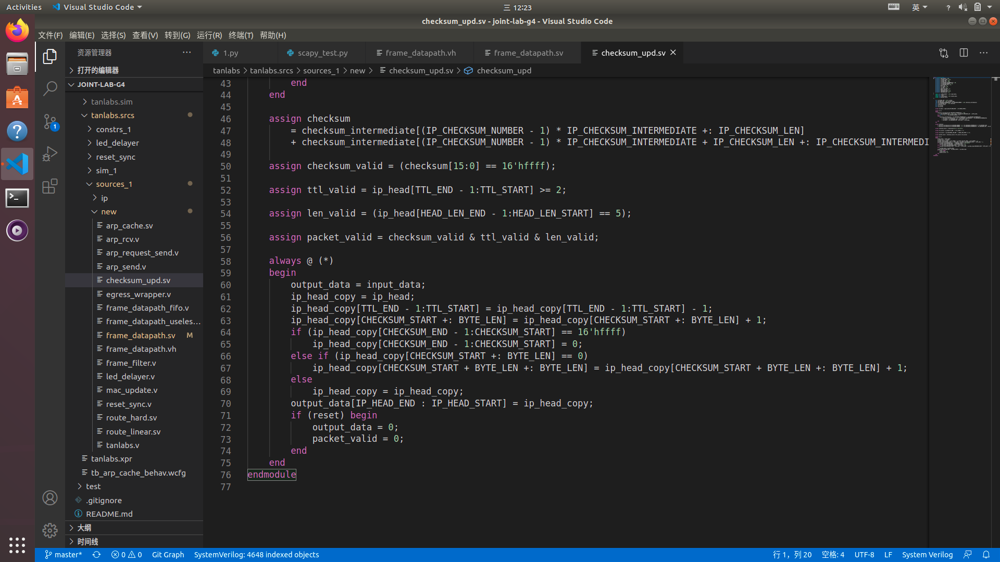 Activities
Visual Studio Code
三 12:23
英
checksum_upd.sv - joint-lab-g4 - Visual Studio Code
文件(F) 编辑(E) 选择(S) 查看(V) 转到(G) 运行(R) 终端(T) 帮助(H)
资源管理器
打开的编辑器
JOINT-LAB-G4
tanlabs.sim
tanlabs.srcs
constrs_1
led_delayer
reset_sync
sim_1
sources_1
ip
new
arp_cache.sv
arp_rcv.v
arp_request_send.v
arp_send.v
checksum_upd.sv
egress_wrapper.v
frame_datapath_fifo.v
frame_datapath_useles...
frame_datapath.sv M
frame_datapath.vh
frame_filter.v
led_delayer.v
mac_update.v
reset_sync.v
route_hard.sv
route_linear.sv
tanlabs.v
tanlabs.xpr
tb_arp_cache_behav.wcfg
test
.gitignore
README.md
大纲
时间线
1
1.py
scapy_test.py
frame_datapath.vh
frame_datapath.sv
checksum_upd.sv
tanlabs > tanlabs.srcs > sources_1 > new > checksum_upd.sv > checksum_upd
43 end
44 end
45
46 assign checksum
47 = checksum_intermediate[(IP_CHECKSUM_NUMBER - 1) * IP_CHECKSUM_INTERMEDIATE +: IP_CHECKSUM_LEN]
48 + checksum_intermediate[(IP_CHECKSUM_NUMBER - 1) * IP_CHECKSUM_INTERMEDIATE + IP_CHECKSUM_LEN +: IP_CHECKSUM_INTERMEDI
49
50 assign checksum_valid = (checksum[15:0] == 16'hffff);
51
52 assign ttl_valid = ip_head[TTL_END - 1:TTL_START] >= 2;
53
54 assign len_valid = (ip_head[HEAD_LEN_END - 1:HEAD_LEN_START] == 5);
55
56 assign packet_valid = checksum_valid & ttl_valid & len_valid;
57
58 always @ (*)
59 begin
60 output_data = input_data;
61 ip_head_copy = ip_head;
62 ip_head_copy[TTL_END - 1:TTL_START] = ip_head_copy[TTL_END - 1:TTL_START] - 1;
63 ip_head_copy[CHECKSUM_START +: BYTE_LEN] = ip_head_copy[CHECKSUM_START +: BYTE_LEN] + 1;
64 if (ip_head_copy[CHECKSUM_END - 1:CHECKSUM_START] == 16'hffff)
65 ip_head_copy[CHECKSUM_END - 1:CHECKSUM_START] = 0;
66 else if (ip_head_copy[CHECKSUM_START +: BYTE_LEN] == 0)
67 ip_head_copy[CHECKSUM_START + BYTE_LEN +: BYTE_LEN] = ip_head_copy[CHECKSUM_START + BYTE_LEN +: BYTE_LEN] + 1;
68 else
69 ip_head_copy = ip_head_copy;
70 output_data[IP_HEAD_END : IP_HEAD_START] = ip_head_copy;
71 if (reset) begin
72 output_data = 0;
73 packet_valid = 0;
74 end
75 end
76 endmodule
77
master* 0 0 Git Graph SystemVerilog: 4648 indexed objects
行 1，列 20 空格: 4 UTF-8 LF System Verilog